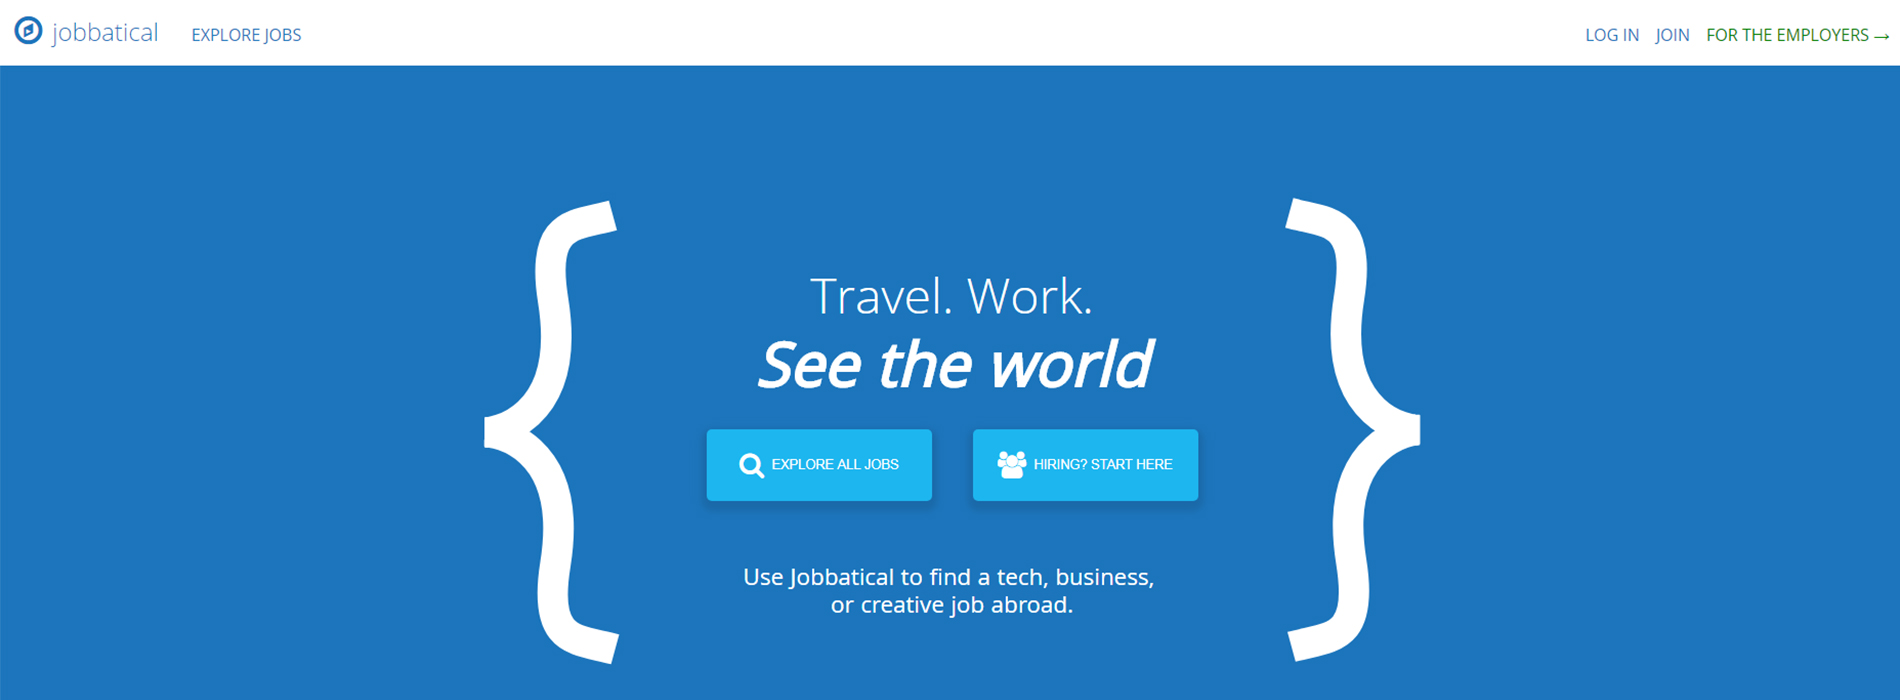 jobbatical EXPLORE JOBS LOG IN JOIN FOR THE EMPLOYERS →
Travel. Work.
See the world
EXPLORE ALL JOBS HIRING? START HERE
Use Jobbatical to find a tech, business,
or creative job abroad.